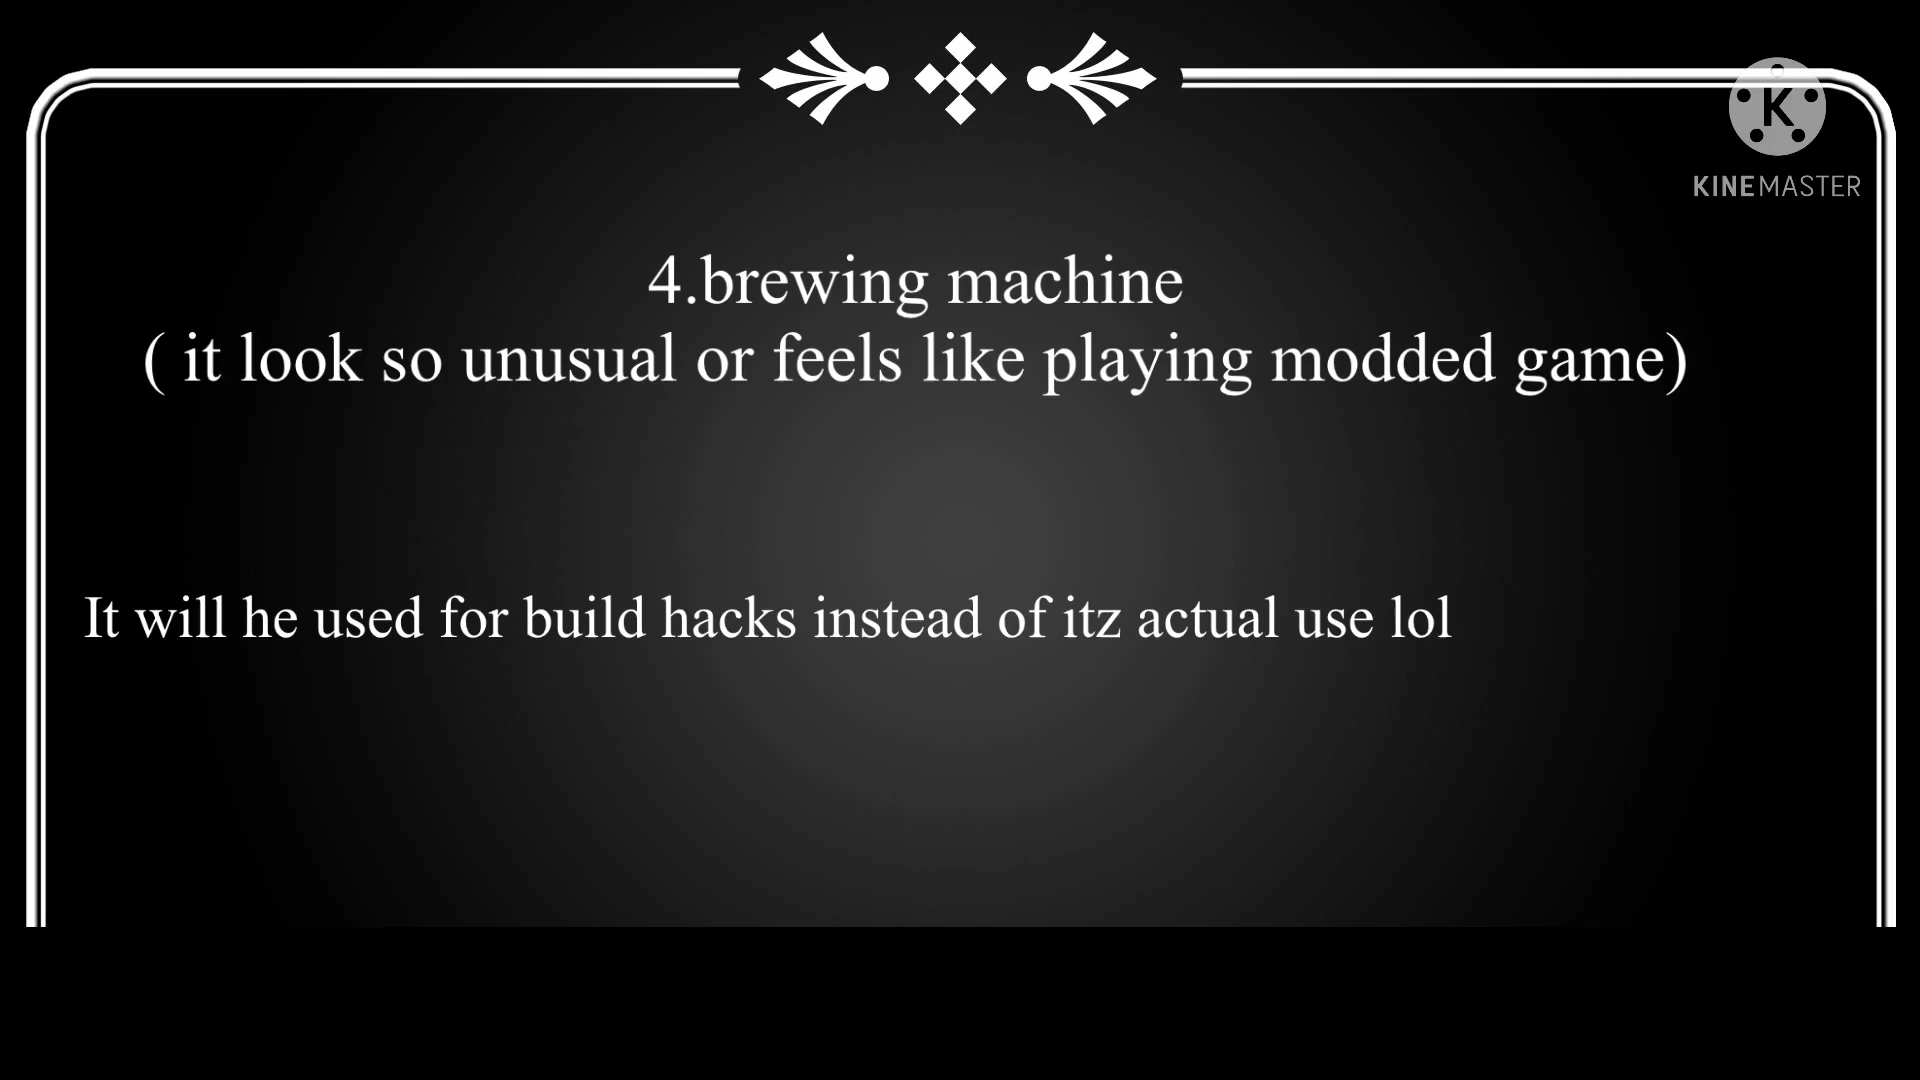 K
KINEMASTER
4.brewing machine
( it look so unusual or feels like playing modded game)
It will he used for build hacks instead of itz actual use lol